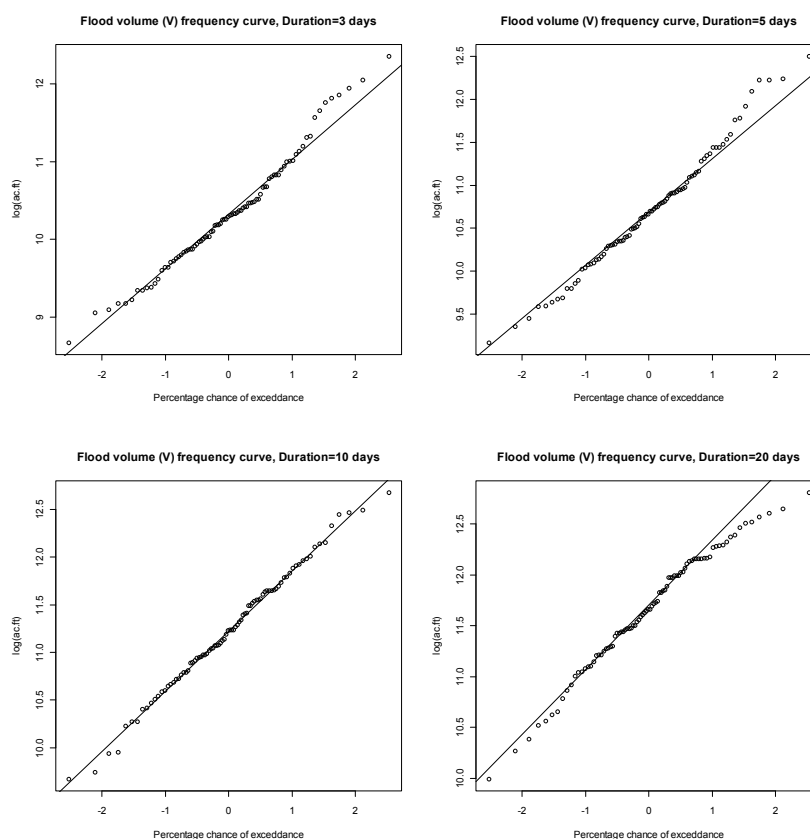 Flood volume (V) frequency curve, Duration=3 days
12
11
10
9
log(ac.ft)
-2 -1 0 1 2
Percentage chance of exceddance
Flood volume (V) frequency curve, Duration=5 days
12.5
12.0
11.5
11.0
10.5
10.0
9.5
log(ac.ft)
-2 -1 0 1 2
Percentage chance of exceddance
Flood volume (V) frequency curve, Duration=10 days
12.5
12.0
11.5
11.0
10.5
10.0
log(ac.ft)
-2 -1 0 1 2
Percentage chance of exceddance
Flood volume (V) frequency curve, Duration=20 days
12.5
12.0
11.5
11.0
10.5
10.0
log(ac.ft)
-2 -1 0 1 2
Percentage chance of exceddance